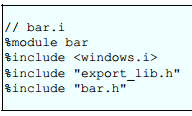 // bar.i
%module bar
%include <windows.i>
%include "export_lib.h"
%include "bar.h"